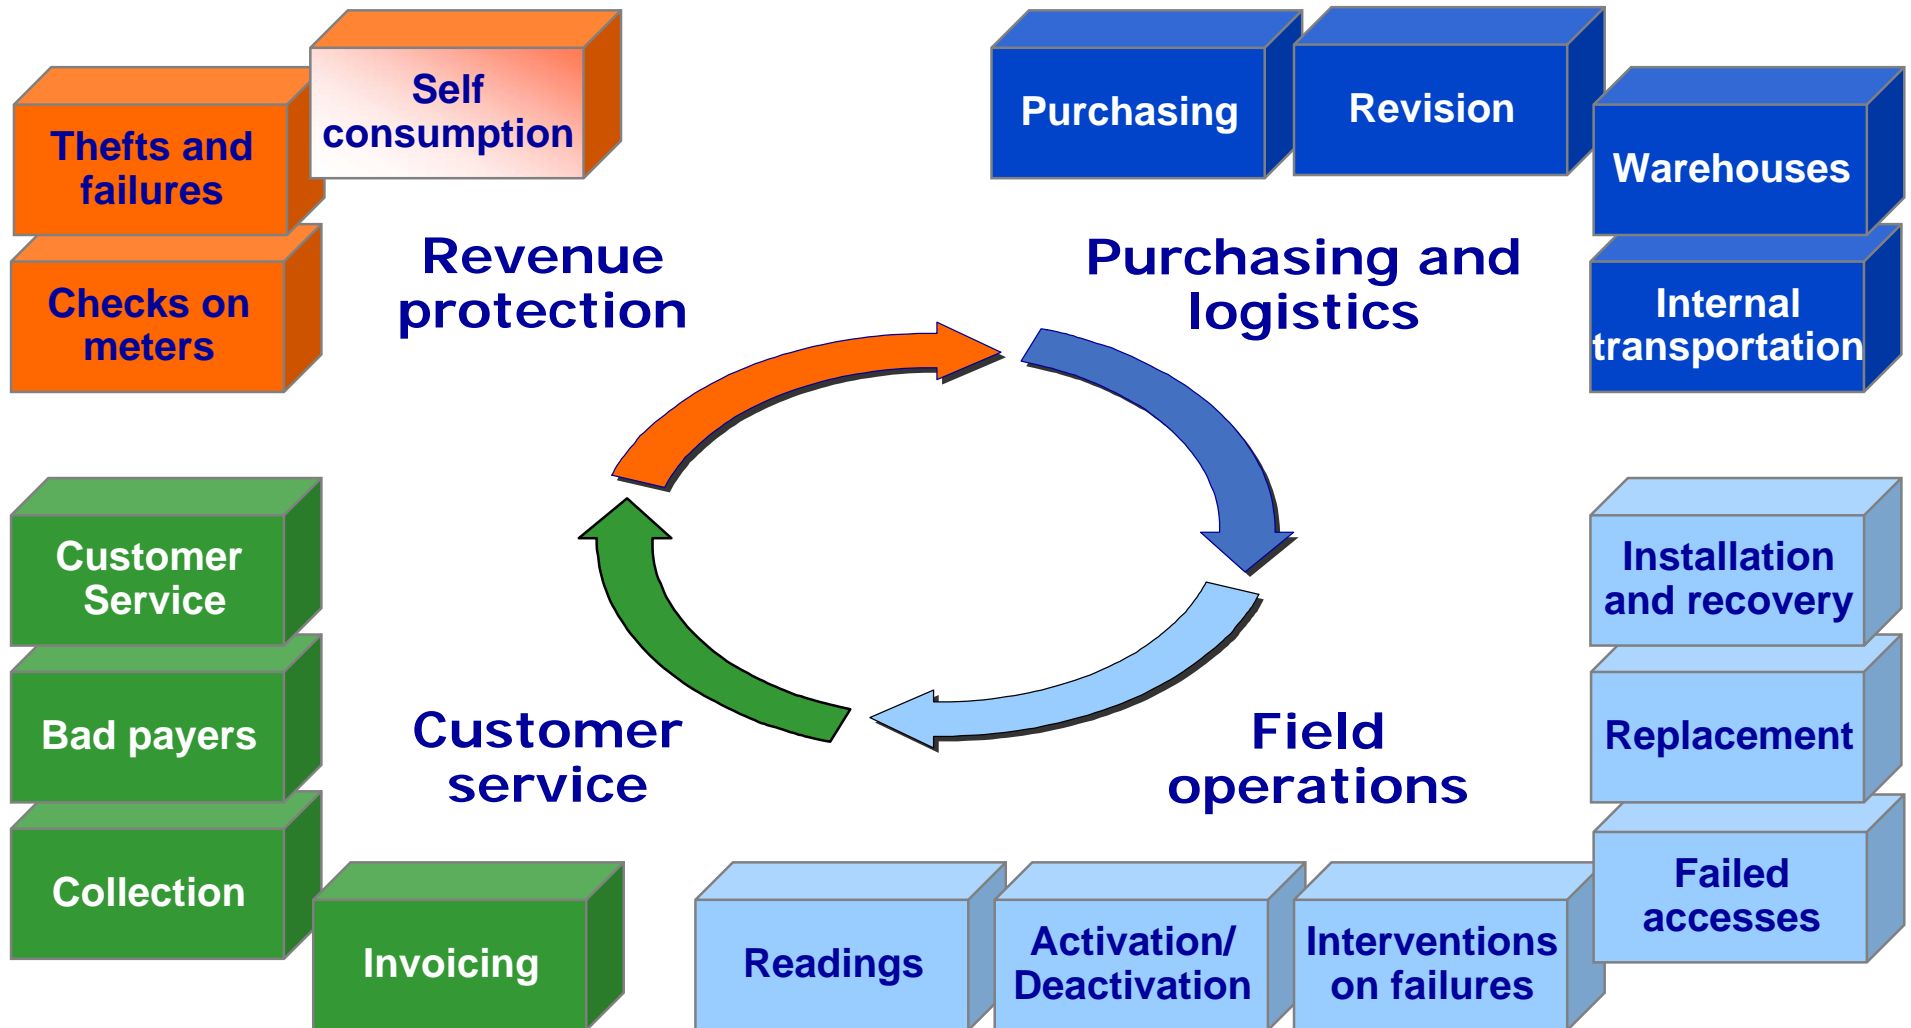 Self
consumption
Thefts and
failures
Checks on
meters
Revenue
protection
Purchasing
Revision
Warehouses
Internal
transportation
Purchasing and
logistics
Customer
Service
Bad payers
Collection
Invoicing
Customer
service
Field
operations
Installation
and recovery
Replacement
Failed
accesses
Interventions
on failures
Activation/
Deactivation
Readings